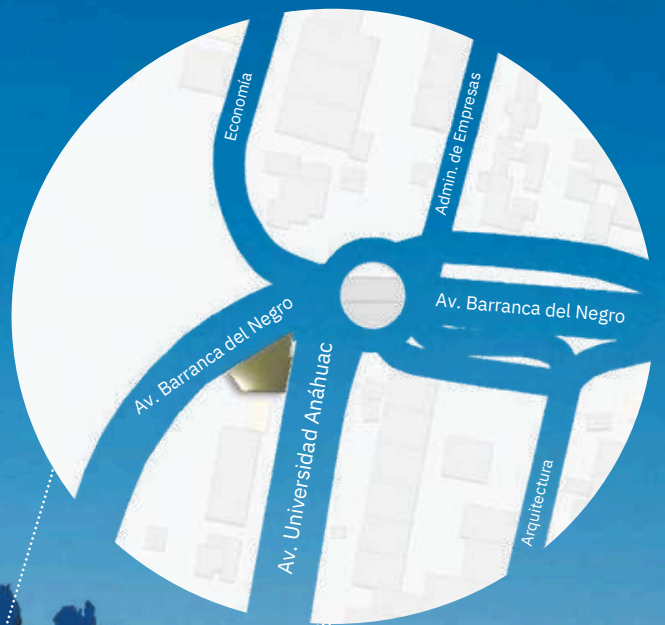 Economía
Admin. de Empresas
Av. Barranca del Negro
Av. Barranca del Negro
Av. Universidad Anáhuac
Arquitectura